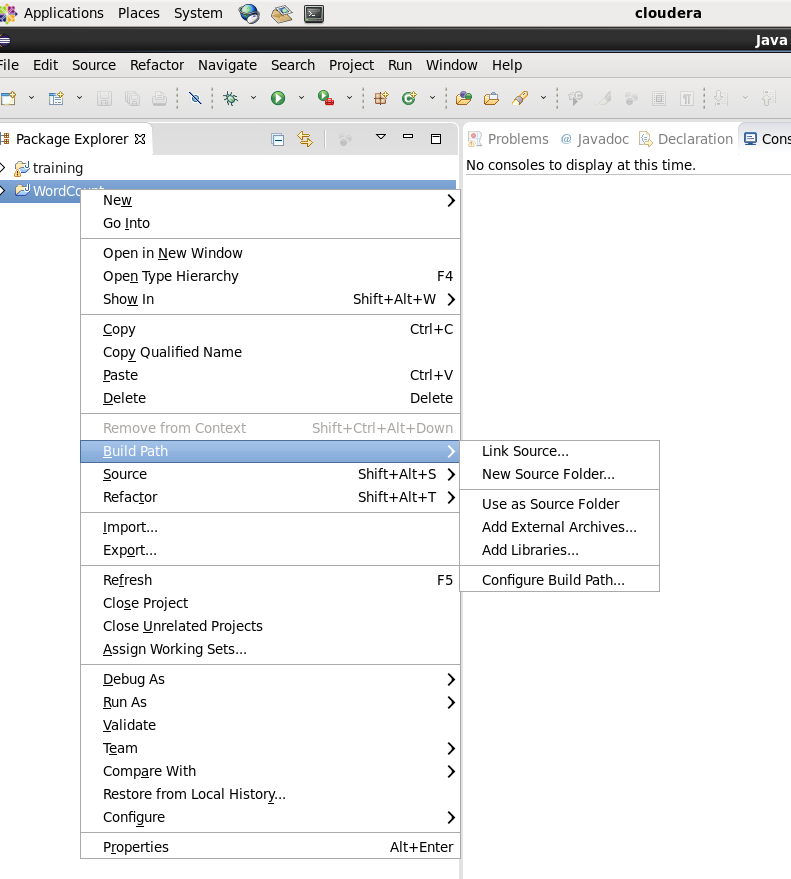 Applications Places System cloudera
Java
File Edit Source Refactor Navigate Search Project Run Window Help
Package Explorer Problems @ Javadoc Declaration Cons
training
WordCount
No consoles to display at this time.
New
Go Into
Open in New Window
Open Type Hierarchy F4
Show In Shift+Alt+W
Copy Ctrl+C
Copy Qualified Name
Paste Ctrl+V
Delete Delete
Remove from Context Shift+Ctrl+Alt+Down
Build Path
Source Shift+Alt+S
Refactor Shift+Alt+T
Import...
Export...
Refresh F5
Close Project
Close Unrelated Projects
Assign Working Sets...
Debug As
Run As
Validate
Team
Compare With
Restore from Local History...
Configure
Properties Alt+Enter
Link Source...
New Source Folder...
Use as Source Folder
Add External Archives...
Add Libraries...
Configure Build Path...